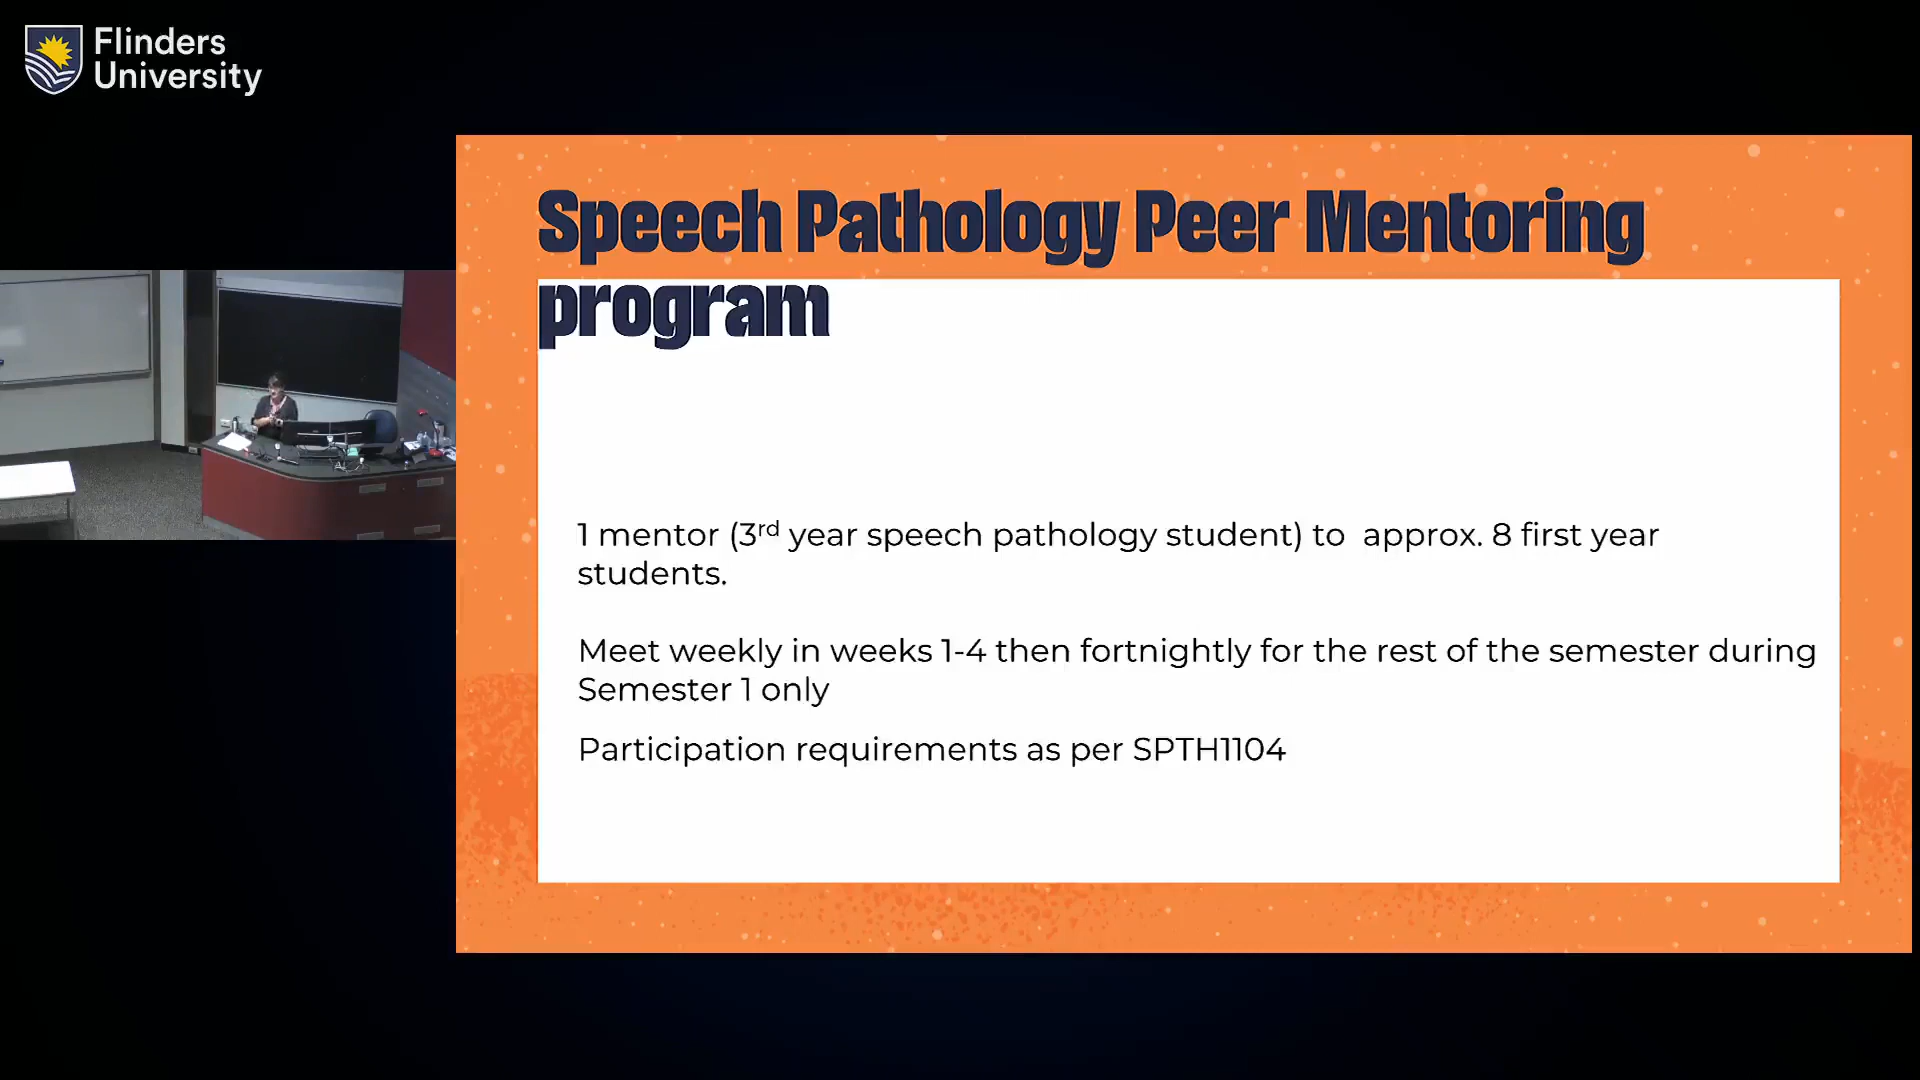 Flinders
University
Speech Pathology Peer Mentoring
program
1 mentor (3rd year speech pathology student) to  approx. 8 first year
students.
Meet weekly in weeks 1-4 then fortnightly for the rest of the semester during
Semester 1 only
Participation requirements as per SPTH1104